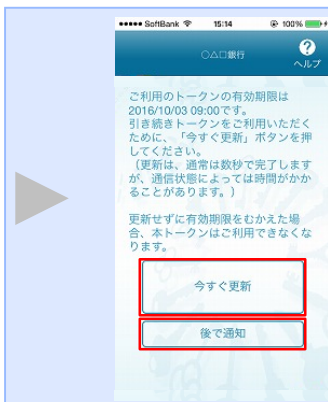 ●●●●● SoftBank 15:14 100%
〇△□銀行
?
ヘルプ
ご利用のトークンの有効期限は
2016/10/03 09:00です。
引き続きトークンをご利用いただく
ために、「今すぐ更新」ボタンを押
してください。
（更新は、通常は数秒で完了します
が、通信状態によっては時間がかか
ることがあります。）
更新せずに有効期限をむかえた場
合、本トークンはご利用できなくな
ります。
今すぐ更新
後で通知